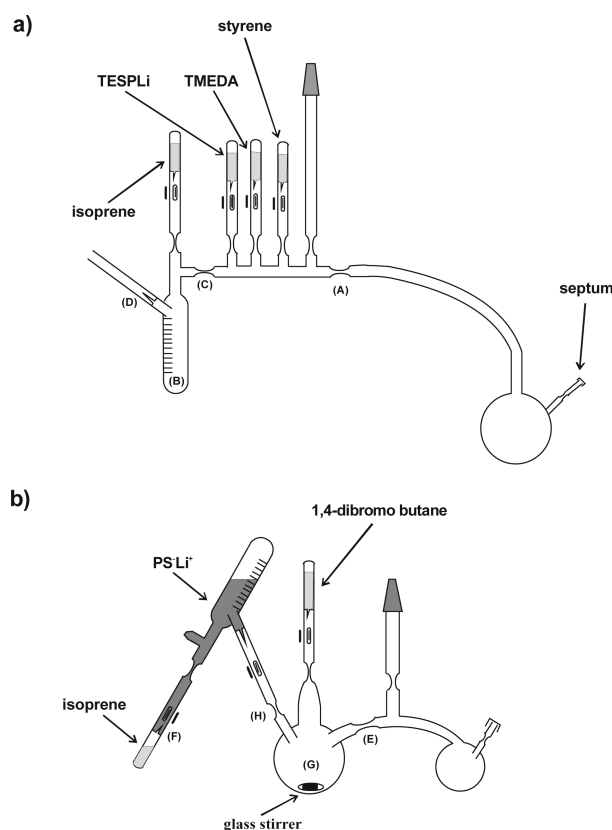 a)
styrene
TESPLi
TMEDA
isoprene
(D)
(C)
(A)
septum
(B)
b)
1,4-dibromo butane
PS-Li+
isoprene
(F)
(H)
(E)
(G)
glass stirrer